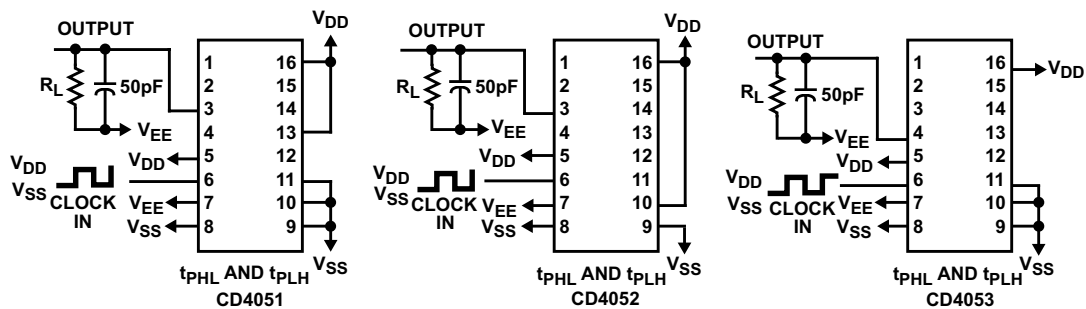 OUTPUT
R_L
50pF
V_EE
V_DD
V_DD
V_SS
CLOCK
IN
V_EE
V_SS
1
2
3
4
5
6
7
8
16
15
14
13
12
11
10
9
V_DD
V_SS
t_PHL AND t_PLH
CD4051
OUTPUT
R_L
50pF
V_EE
V_DD
V_DD
V_SS
CLOCK
IN
V_EE
V_SS
1
2
3
4
5
6
7
8
16
15
14
13
12
11
10
9
V_DD
V_SS
t_PHL AND t_PLH
CD4052
OUTPUT
R_L
50pF
V_EE
V_DD
V_DD
V_SS
CLOCK
IN
V_EE
V_SS
1
2
3
4
5
6
7
8
16
15
14
13
12
11
10
9
V_DD
V_SS
t_PHL AND t_PLH
CD4053